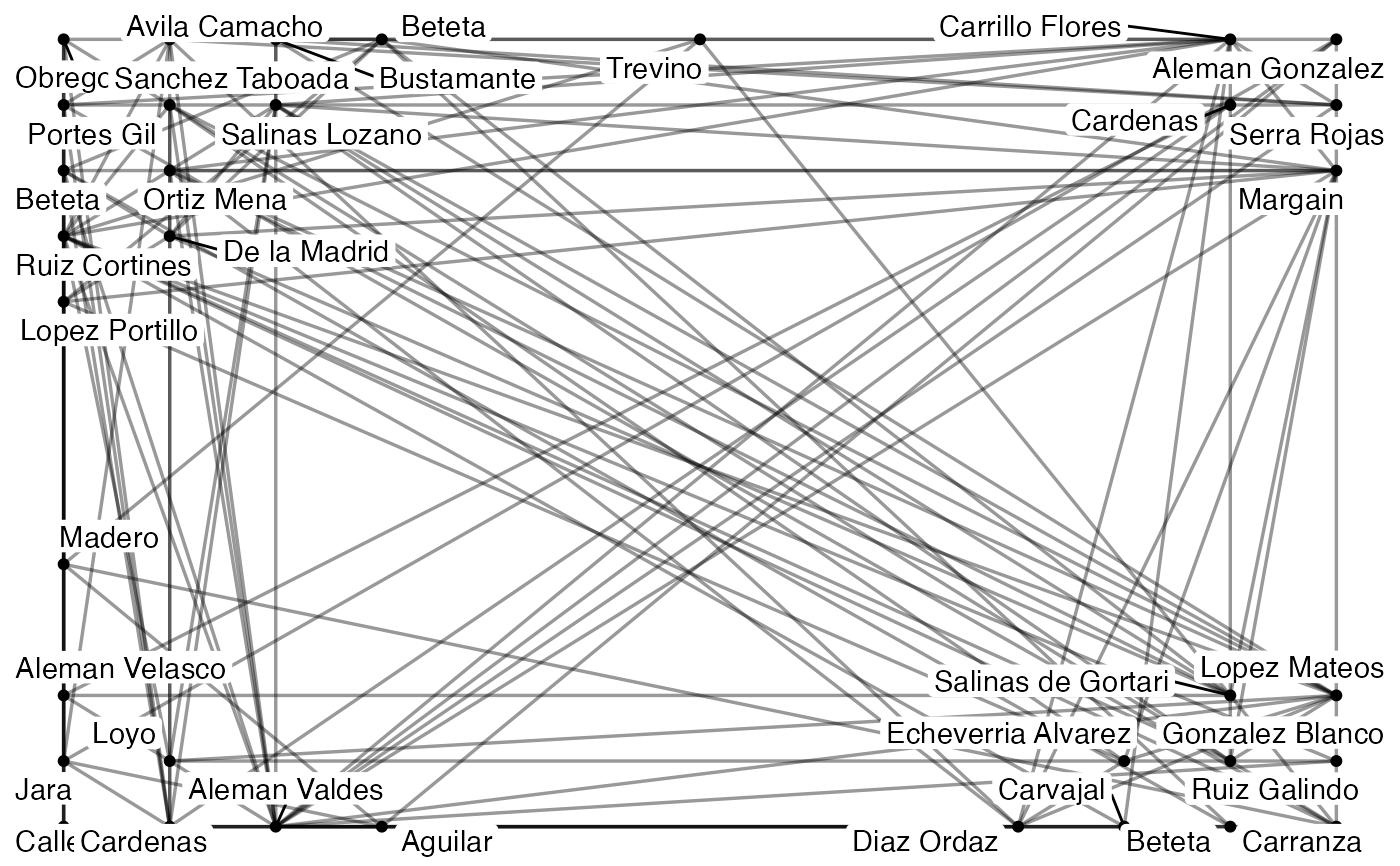 Avila Camacho
Beteta
Carrillo Flores
Obrego
Sanchez Taboada
Bustamante
Trevino
Aleman Gonzalez
Portes Gil
Salinas Lozano
Cardenas
Serra Rojas
Beteta
Ortiz Mena
Margain
Ruiz Cortines
De la Madrid
Lopez Portillo
Madero
Aleman Velasco
Salinas de Gortari
Lopez Mateos
Loyo
Echeverria Alvarez
Gonzalez Blanco
Jara
Aleman Valdes
Carvajal
Ruiz Galindo
Calle
Cardenas
Aguilar
Diaz Ordaz
Beteta
Carranza